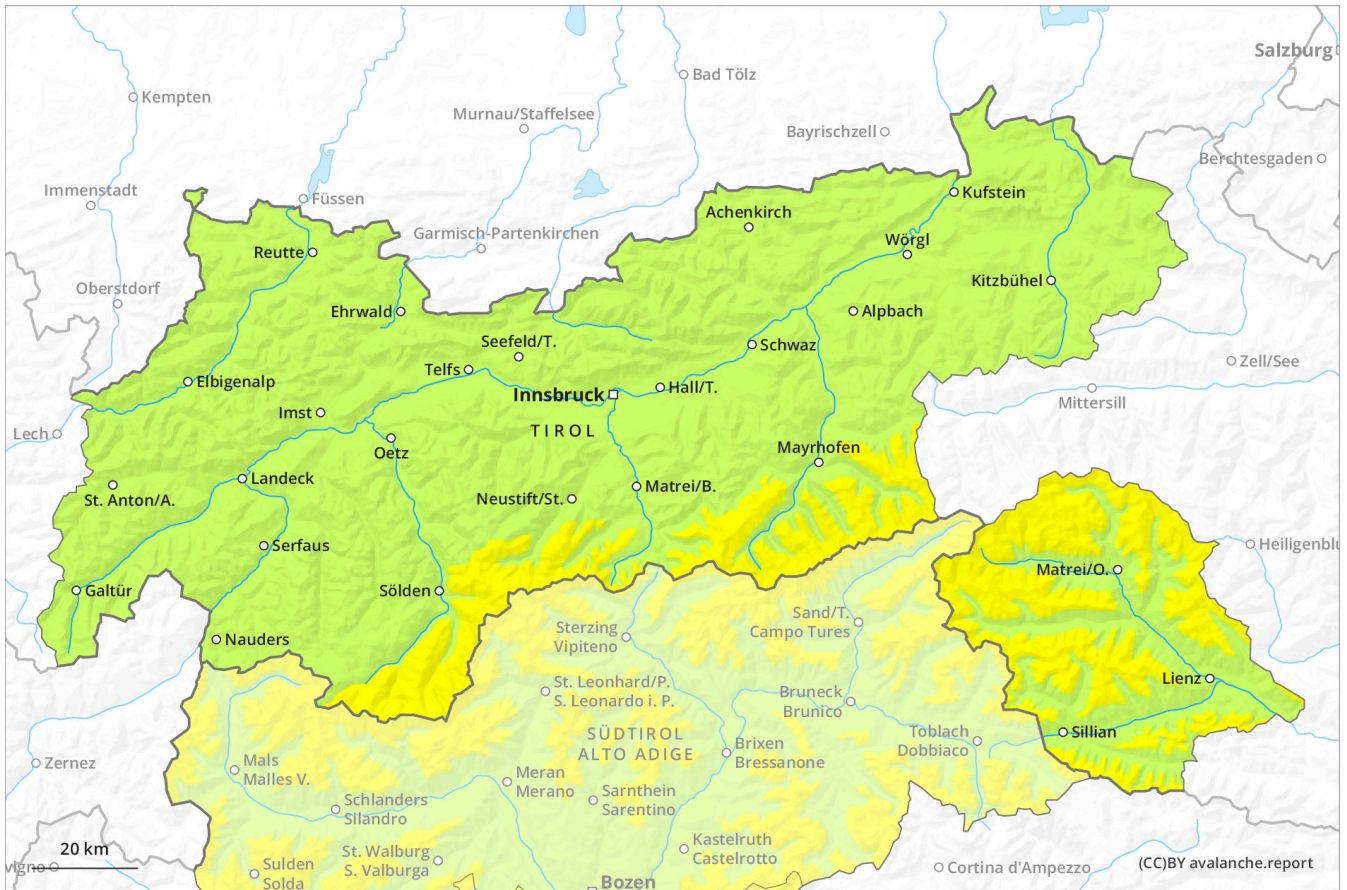 Salzburg
Bad Tölz
Kempten
Murnau/Staffelsee
Bayrischzell
Berchtesgaden
Immenstadt
Füssen
Kufstein
Achenkirch
Garmisch-Partenkirchen
Wörgl
Reutte
Kitzbühel
Oberstdorf
Ehrwald
Alpbach
Seefeld/T.
Schwaz
Zell/See
Telfs
Elbigenalp
Hall/T.
Innsbruck
Mittersill
Imst
TIROL
Lech
Mayrhofen
Oetz
Landeck
Matrei/B.
St. Anton/A.
Neustift/St.
Serfaus
Heiligenblu
Matrei/O.
Galtür
Sölden
Sand/T.
Campo Tures
Sterzing
Vipiteno
Nauders
Lienz
St. Leonhard/P.
S. Leonardo i. P.
Bruneck
Brunico
Sillian
SÜDTIROL
ALTO ADIGE
Toblach
Dobbiaco
Brixen
Bressanone
Mals
Malles V.
Zernez
Meran
Merano
Sarnthein
Sarentino
Schlanders
Silandro
Kastelruth
Castelrotto
20 km
St. Walburg
S. Valburga
(CC)BY avalanche.report
vigno
Cortina d'Ampezzo
Sulden
Solda
Bozen